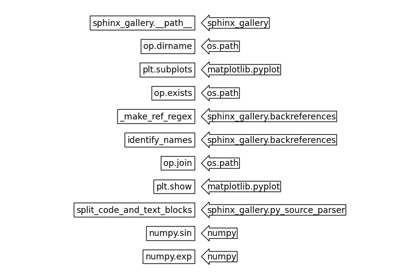 sphinx_gallery.__path__ sphinx_gallery
op.dirname os.path
plt.subplots matplotlib.pyplot
op.exists os.path
_make_ref_regex sphinx_gallery.backreferences
identify_names sphinx_gallery.backreferences
op.join os.path
plt.show matplotlib.pyplot
split_code_and_text_blocks sphinx_gallery.py_source_parser
numpy.sin numpy
numpy.exp numpy